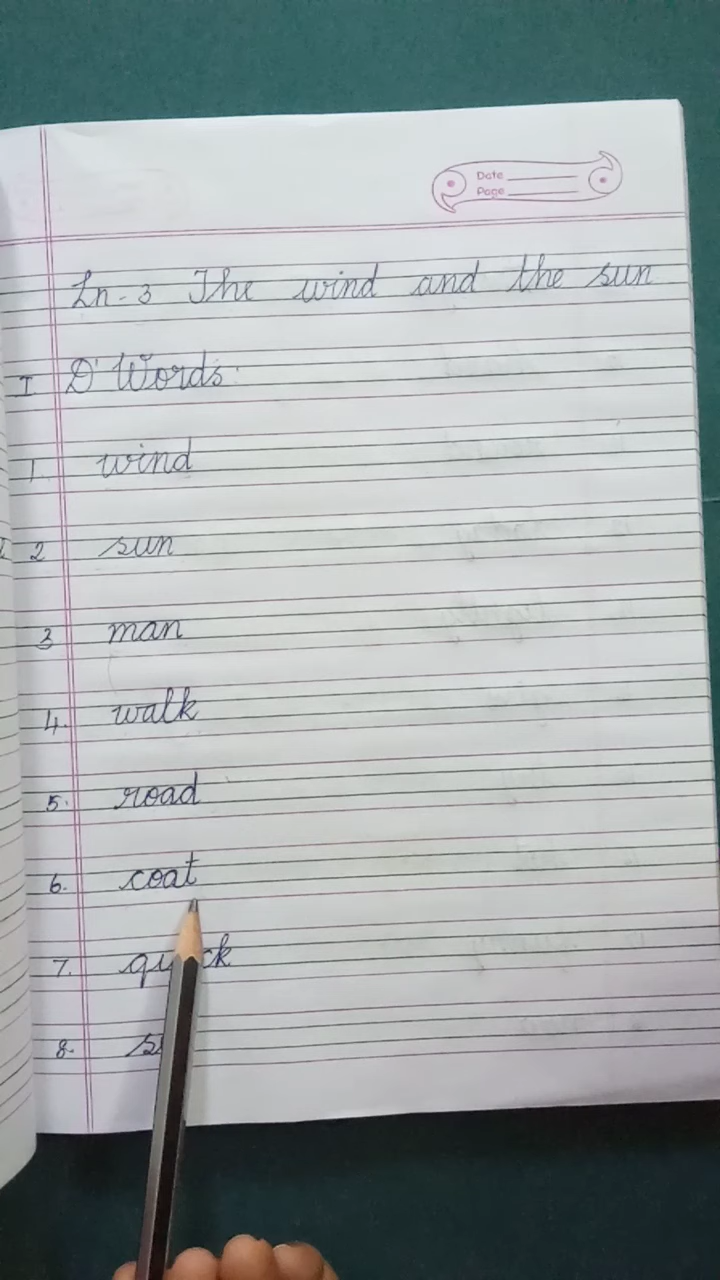 Date
Page
Ln-3 The wind and the sun
I D' Words.
1. wind
2 sun
3 man
4. walk
5. road
6. coat
7.
8.